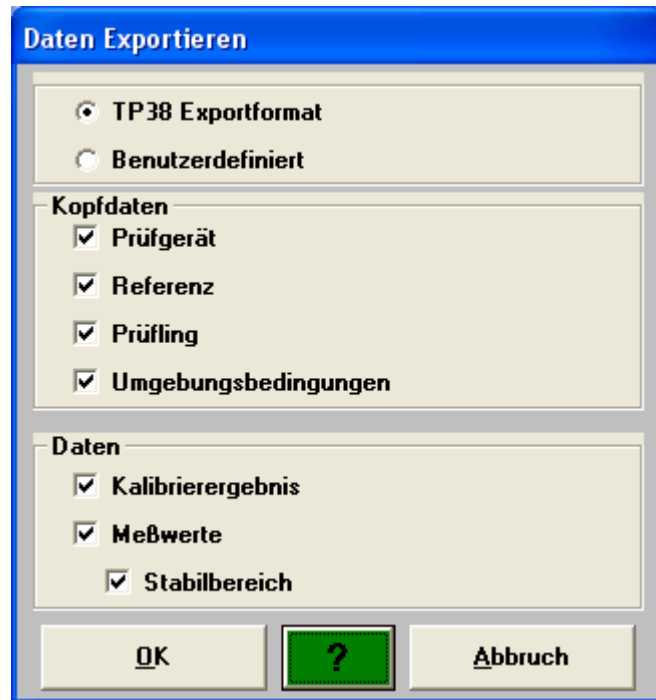 Daten Exportieren
TP38 Exportformat
Benutzerdefiniert
Kopfdaten
Prüfgerät
Referenz
Prüfling
Umgebungsbedingungen
Daten
Kalibrierergebnis
Meßwerte
Stabilbereich
OK ? Abbruch